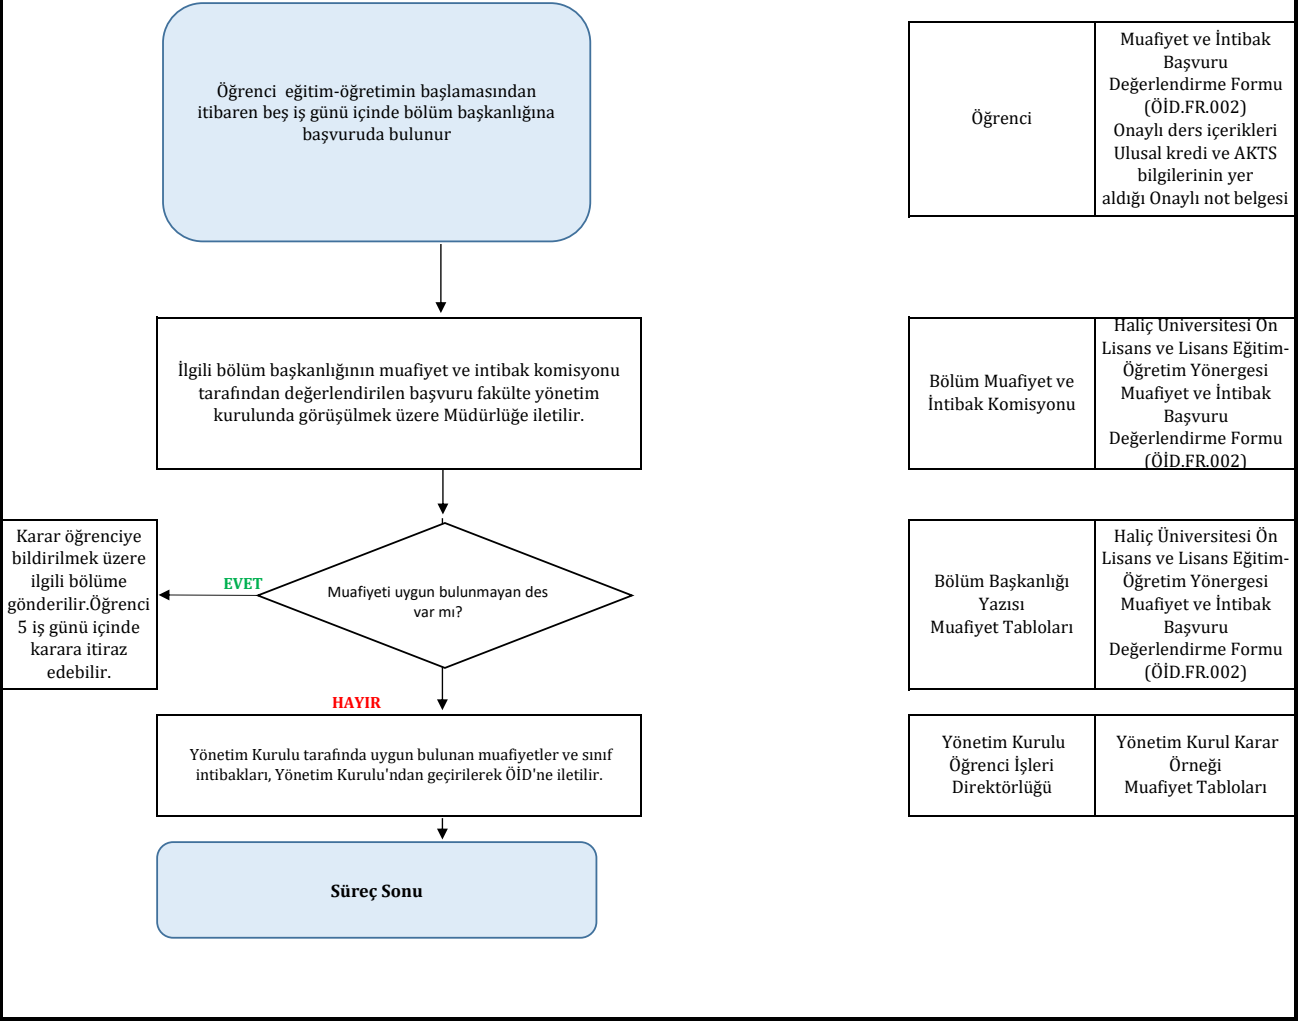 Öğrenci  eğitim-öğretimin başlamasından
itibaren beş iş günü içinde bölüm başkanlığına
başvuruda bulunur
Öğrenci
Muafiyet ve İntibak
Başvuru
Değerlendirme Formu
(ÖİD.FR.002)
Onaylı ders içerikleri
Ulusal kredi ve AKTS
bilgilerinin yer
aldığı Onaylı not belgesi
İlgili bölüm başkanlığının muafiyet ve intibak komisyonu
tarafından değerlendirilen başvuru fakülte yönetim
kurulunda görüşülmek üzere Müdürlüğe iletilir.
Bölüm Muafiyet ve
İntibak Komisyonu
Haliç Üniversitesi Ön
Lisans ve Lisans Eğitim-
Öğretim Yönergesi
Muafiyet ve İntibak
Başvuru
Değerlendirme Formu
(ÖİD.FR.002)
Karar öğrenciye
bildirilmek üzere
ilgili bölüme
gönderilir.Öğrenci
5 iş günü içinde
karara itiraz
edebilir.
EVET
Muafiyeti uygun bulunmayan des
var mı?
HAYIR
Bölüm Başkanlığı
Yazısı
Muafiyet Tabloları
Haliç Üniversitesi Ön
Lisans ve Lisans Eğitim-
Öğretim Yönergesi
Muafiyet ve İntibak
Başvuru
Değerlendirme Formu
(ÖİD.FR.002)
Yönetim Kurulu tarafında uygun bulunan muafiyetler ve sınıf
intibakları, Yönetim Kurulu'ndan geçirilerek ÖİD'ne iletilir.
Yönetim Kurulu
Öğrenci İşleri
Direktörlüğü
Yönetim Kurul Karar
Örneği
Muafiyet Tabloları
Süreç Sonu